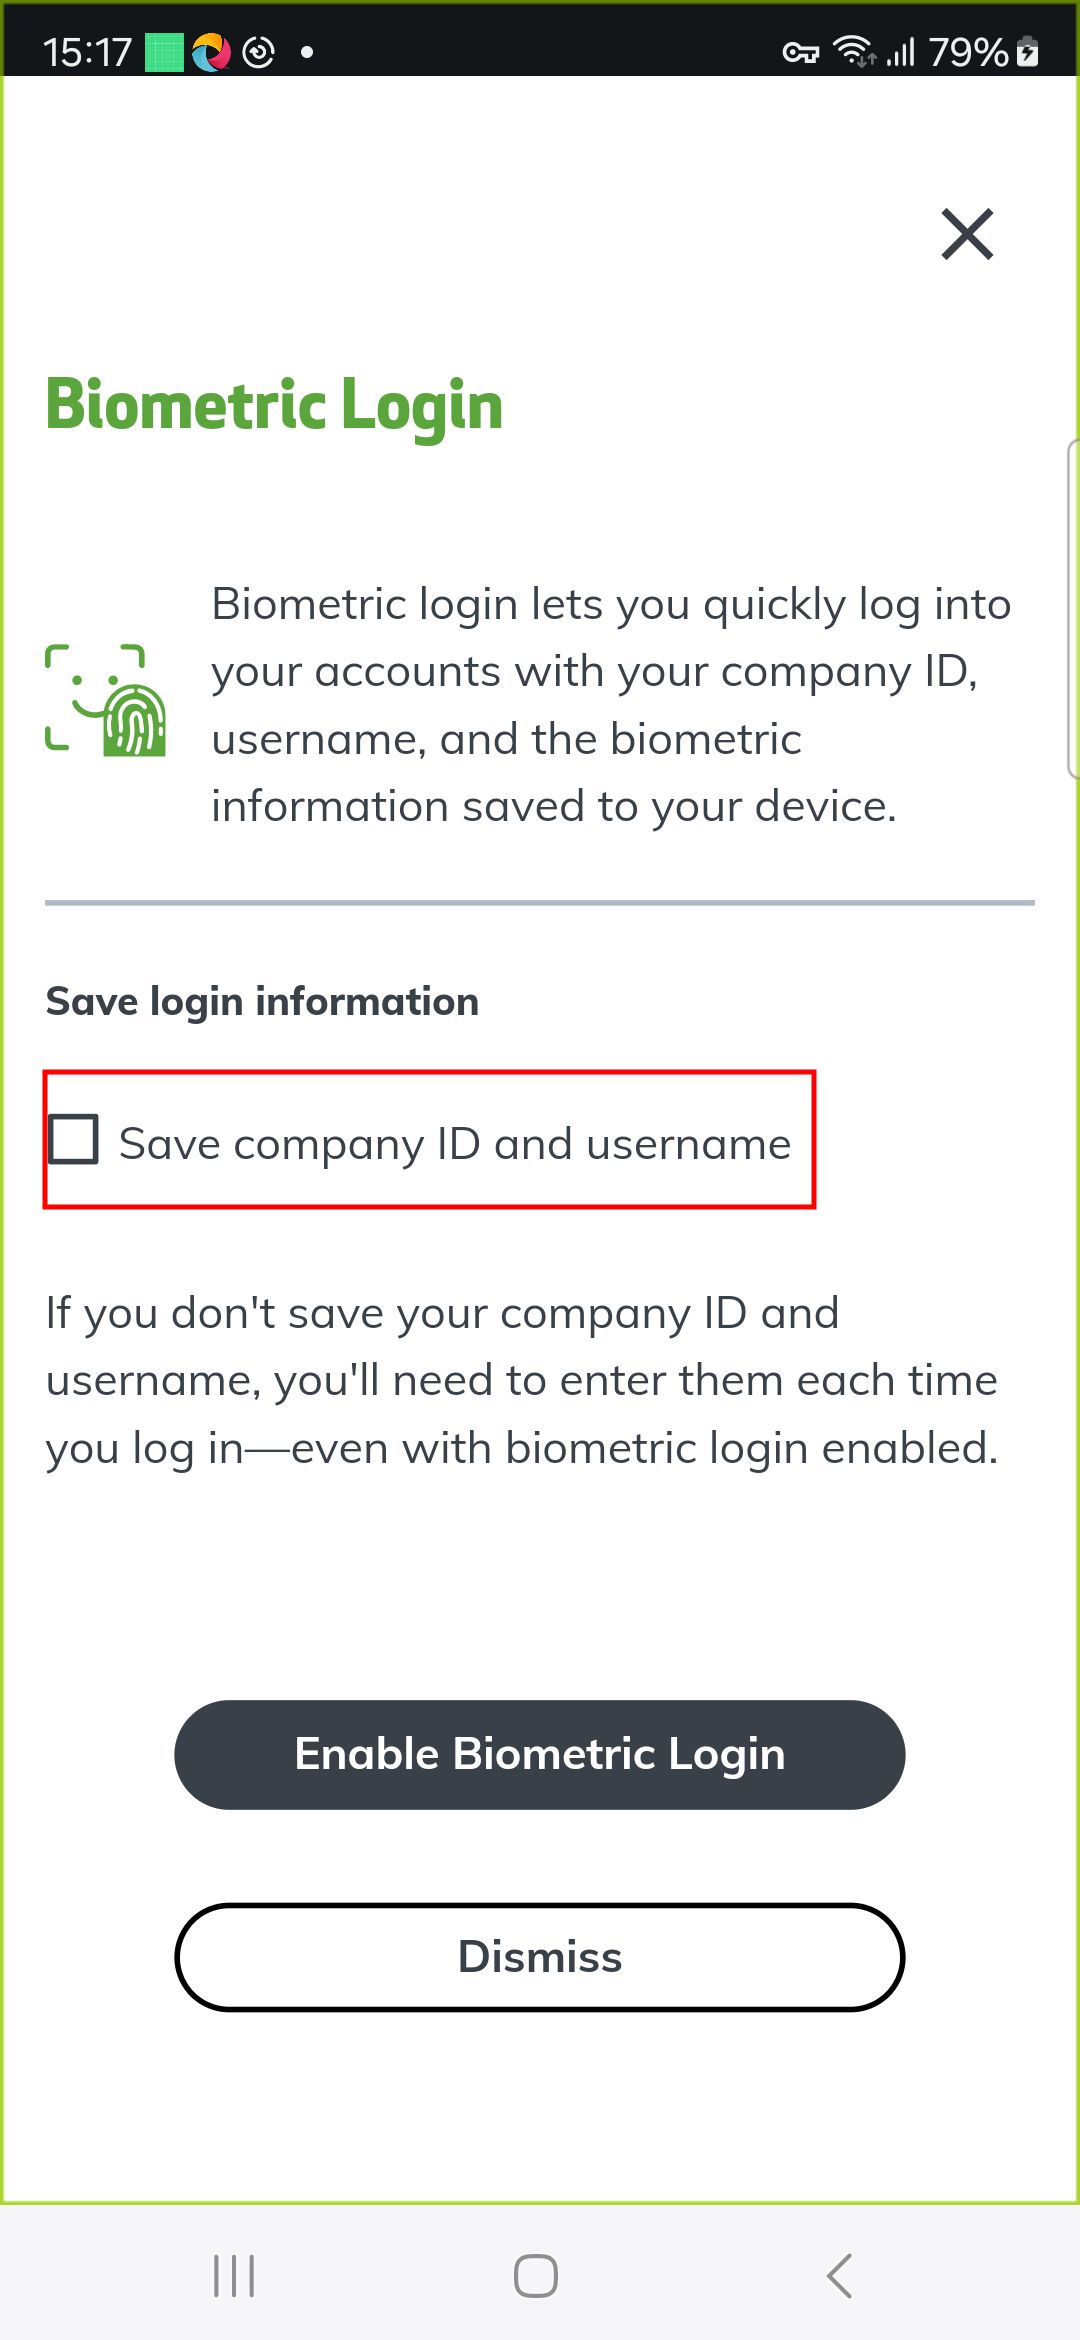 15:17
79%
Biometric Login
Biometric login lets you quickly log into
your accounts with your company ID,
username, and the biometric
information saved to your device.
Save login information
Save company ID and username
If you don't save your company ID and
username, you'll need to enter them each time
you log in—even with biometric login enabled.
Enable Biometric Login
Dismiss